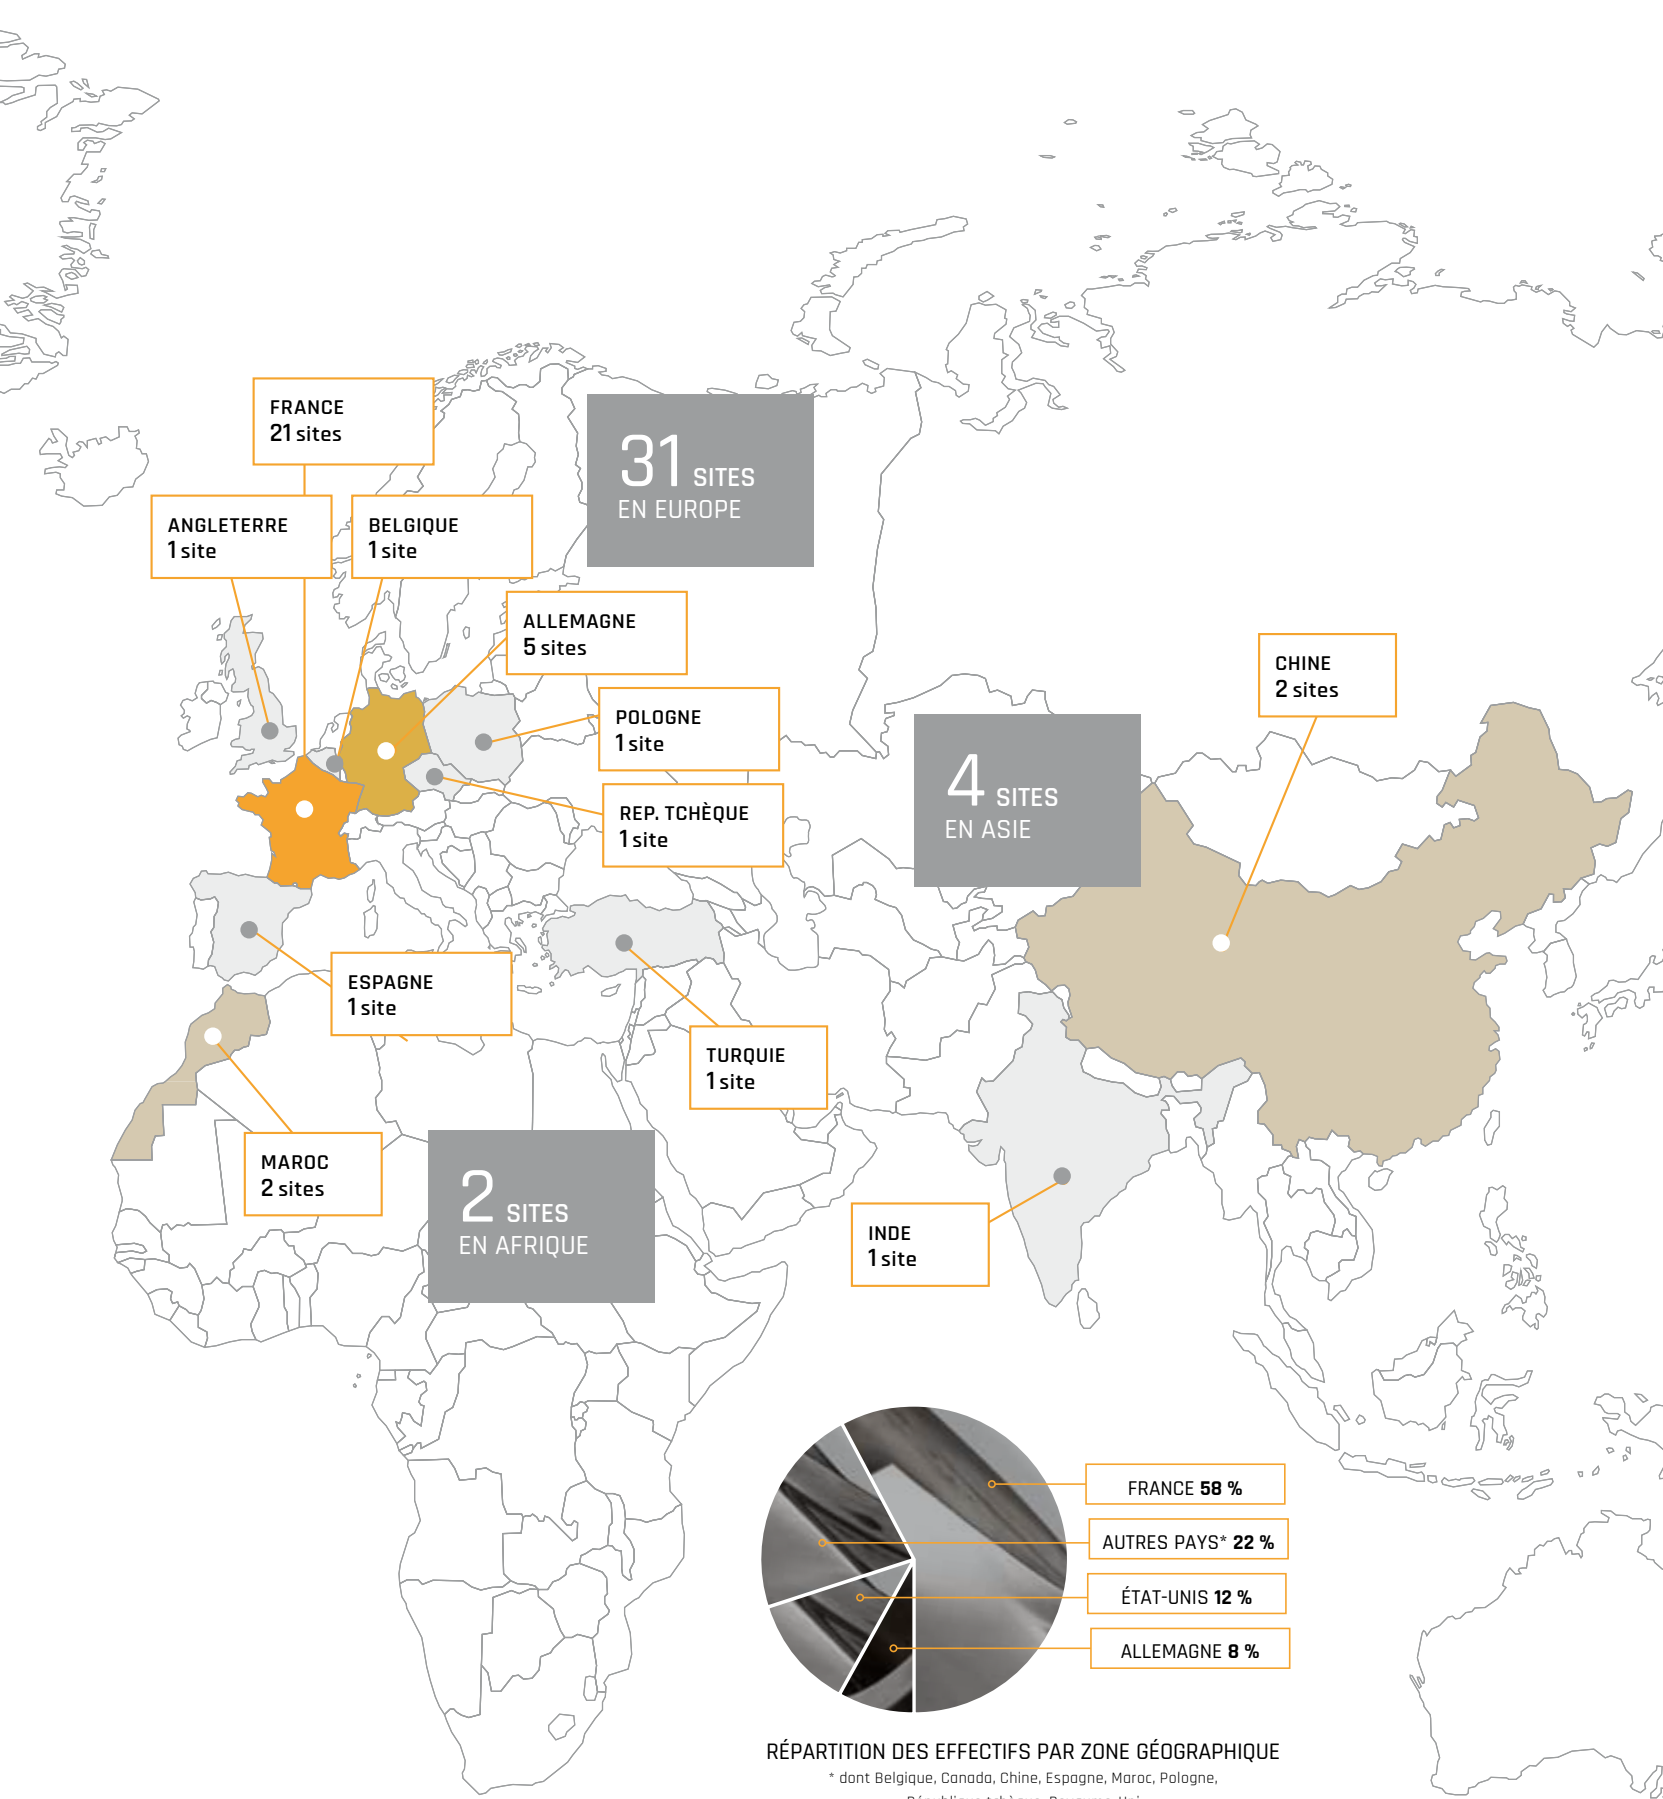 FRANCE
21 sites
ANGLETERRE
1 site
BELGIQUE
1 site
31 SITES
EN EUROPE
ALLEMAGNE
5 sites
POLOGNE
1 site
REP. TCHÈQUE
1 site
CHINE
2 sites
4 SITES
EN ASIE
ESPAGNE
1 site
TURQUIE
1 site
MAROC
2 sites
2 SITES
EN AFRIQUE
INDE
1 site
FRANCE 58 %
AUTRES PAYS* 22 %
ÉTAT-UNIS 12 %
ALLEMAGNE 8 %
RÉPARTITION DES EFFECTIFS PAR ZONE GÉOGRAPHIQUE
* dont Belgique, Canada, Chine, Espagne, Maroc, Pologne,